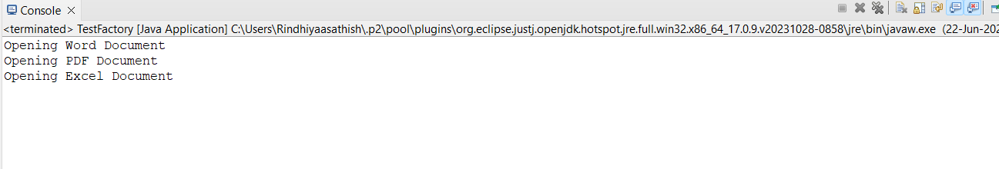 Console
<terminated> TestFactory [Java Application] C:\Users\Rindhiyaasathish\.p2\pool\plugins\org.eclipse.justj.openjdk.hotspot.jre.full.win32.x86_64_17.0.9.v20231028-0858\jre\bin\javaw.exe (22-Jun-202
Opening Word Document
Opening PDF Document
Opening Excel Document